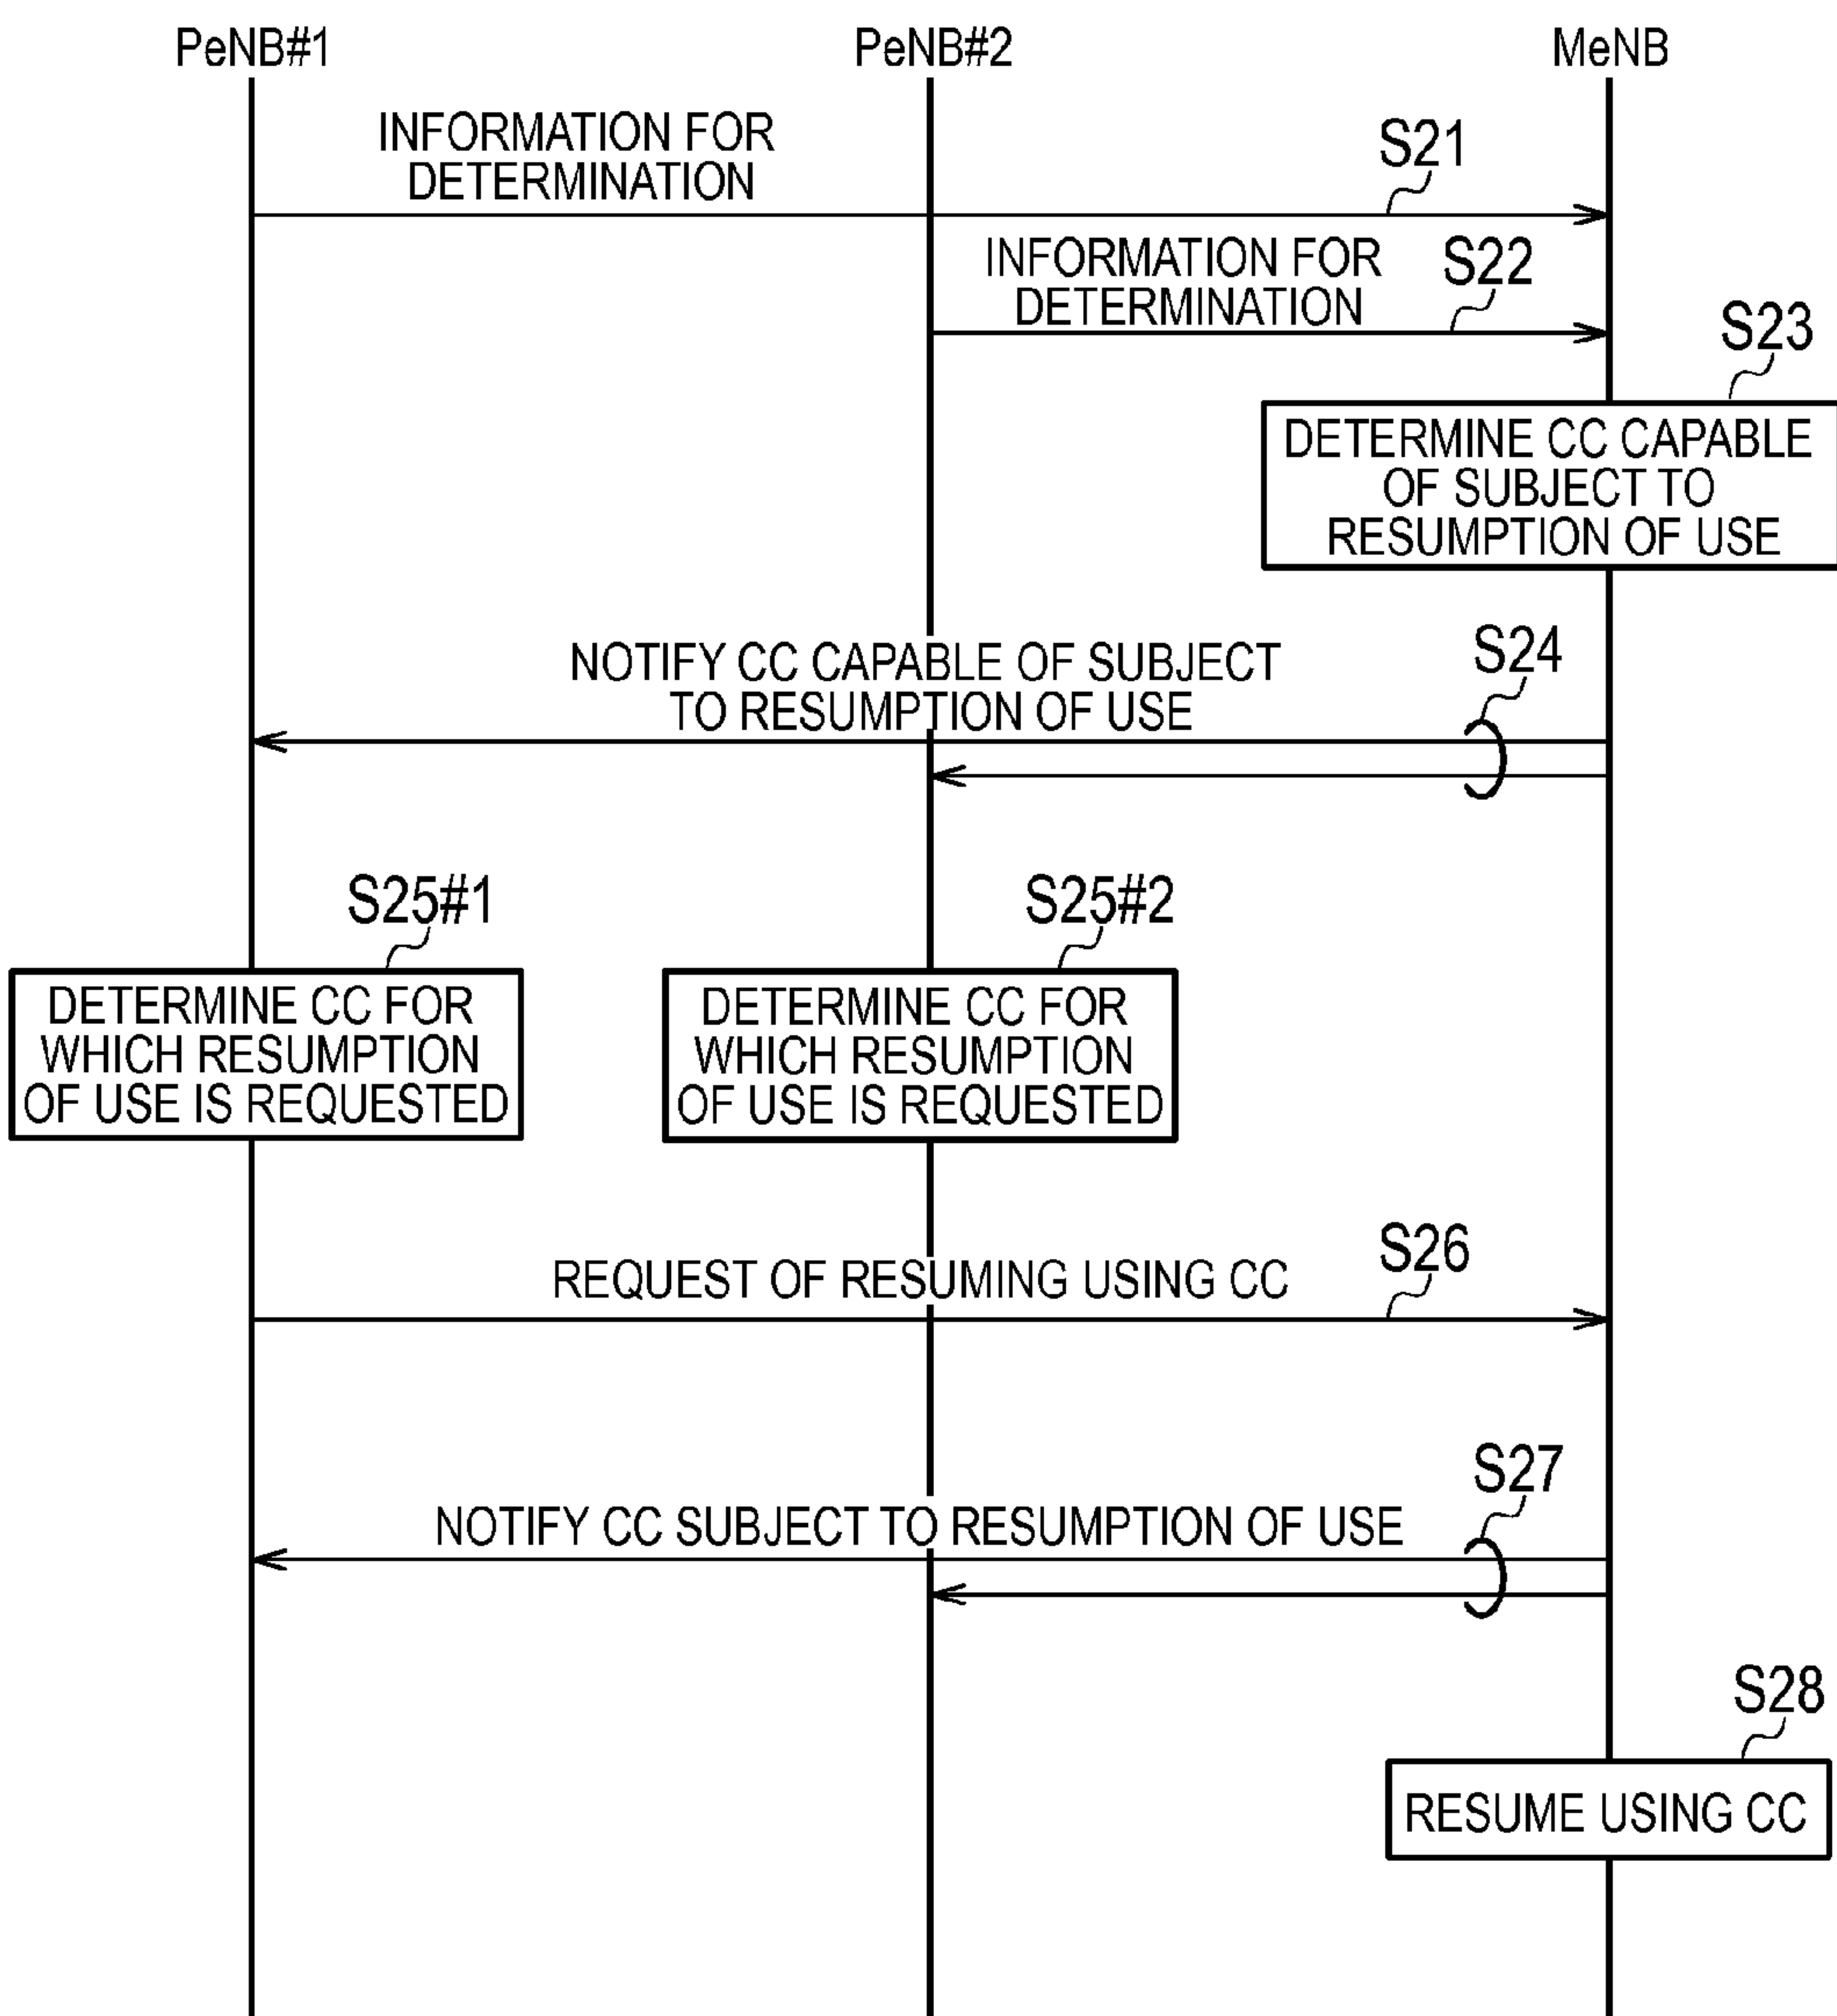 PeNB#1
PeNB#2
MeNB
INFORMATION FOR
DETERMINATION
S21
INFORMATION FOR
DETERMINATION
S22
S23
DETERMINE CC CAPABLE
OF SUBJECT TO
RESUMPTION OF USE
NOTIFY CC CAPABLE OF SUBJECT
TO RESUMPTION OF USE
S24
S25#1
S25#2
DETERMINE CC FOR
WHICH RESUMPTION
OF USE IS REQUESTED
DETERMINE CC FOR
WHICH RESUMPTION
OF USE IS REQUESTED
REQUEST OF RESUMING USING CC
S26
S27
NOTIFY CC SUBJECT TO RESUMPTION OF USE
S28
RESUME USING CC